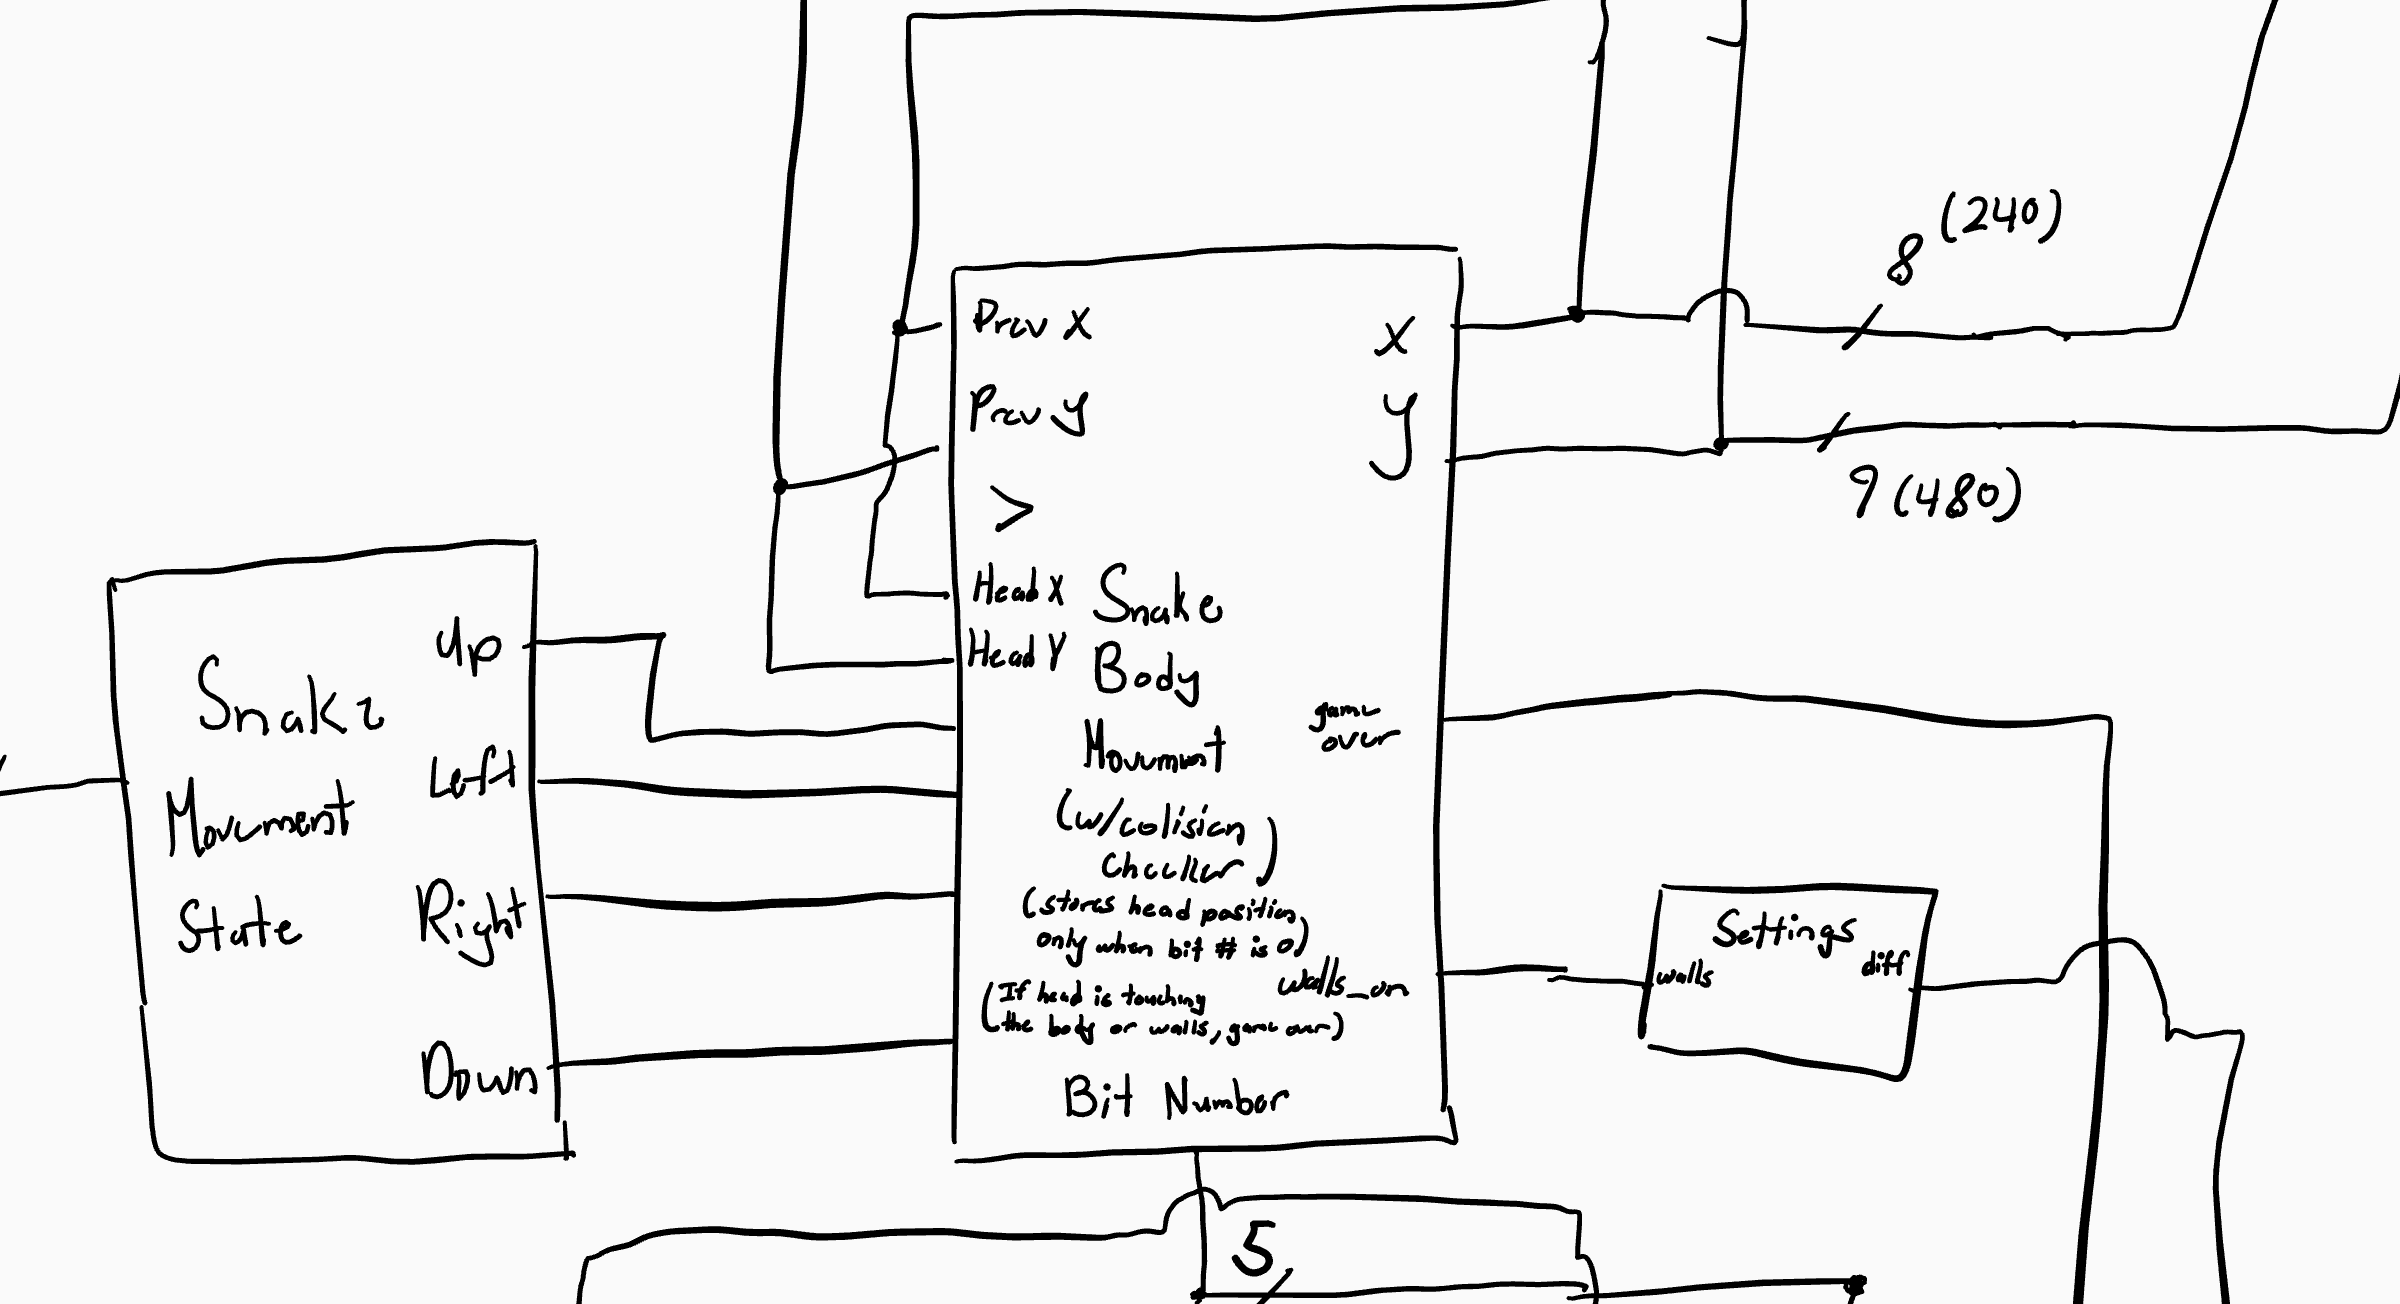 8 (240)
Prev X
X
Prev Y
Y
9 (480)
>
Head X
Snake
Head Y
Body
Up
Snake
game
over
Movement
Left
Movement
(w/colision
checker)
Right
State
(stores head position
only when bit # is 0)
Settings
walls
diff
walls_on
(If head is touching
the body or walls, game over)
Down
Bit Number
5